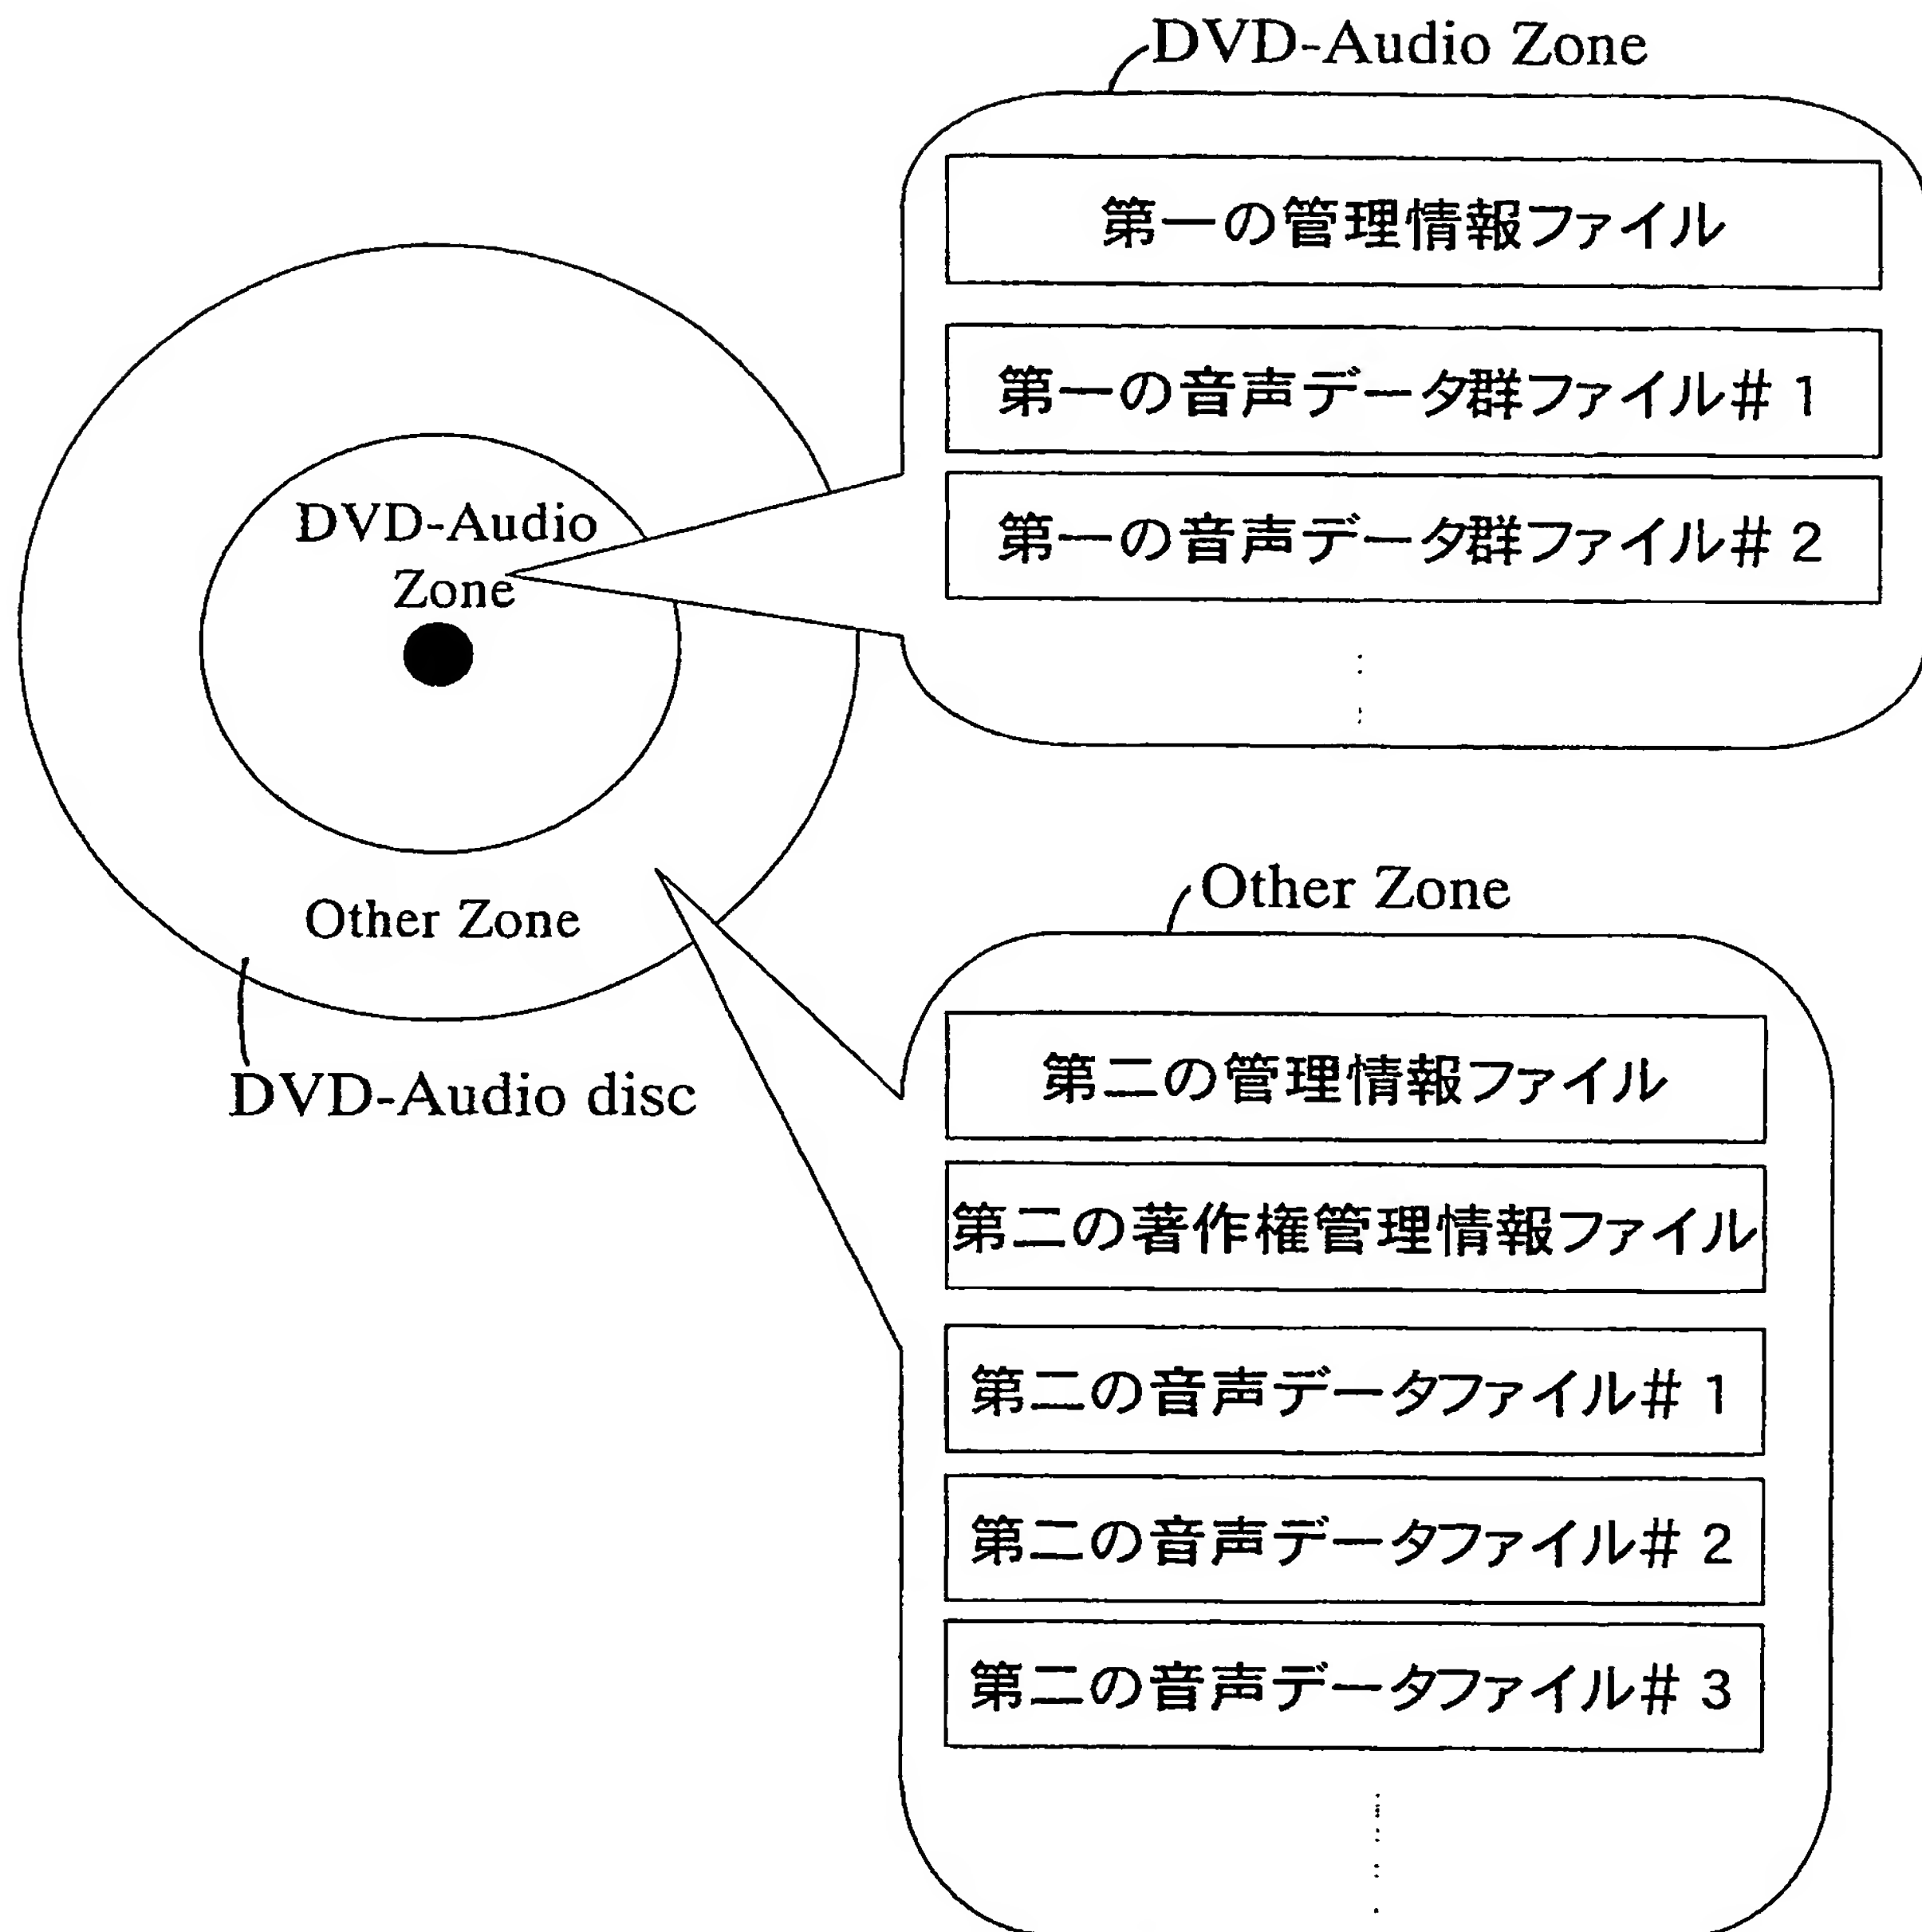 DVD-Audio Zone
第一の管理情報ファイル
第一の音声データ群ファイル＃1
第一の音声データ群ファイル＃2
DVD-Audio
Zone
Other Zone
DVD-Audio disc
Other Zone
第二の管理情報ファイル
第二の著作権管理情報ファイル
第二の音声データファイル＃1
第二の音声データファイル＃2
第二の音声データファイル＃3